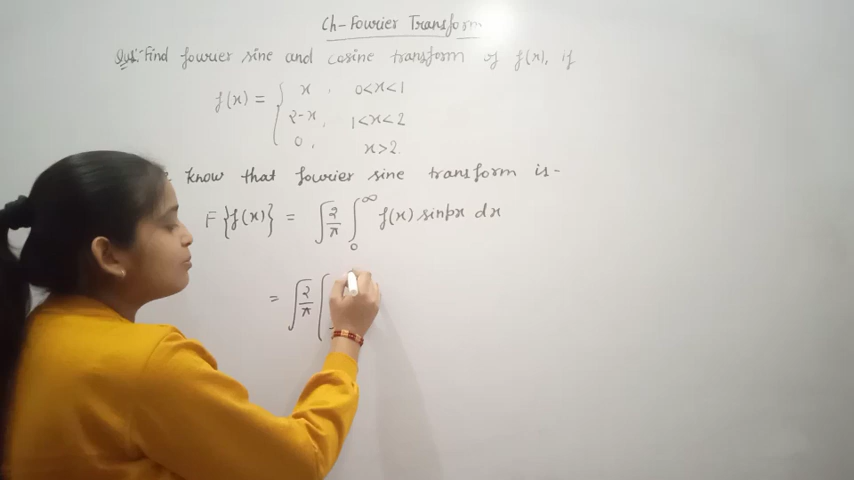 Ch-Fourier Transform
Ques:- Find fourier sine and cosine transform of f(x), if
f(x) = { x , 0<x<1
2-x, 1<x<2
0, x>2.
know that fourier sine transform is-
F{f(x)} = √(2/π) ∫₀^∞ f(x) sinpx dx
= √(2/π) [